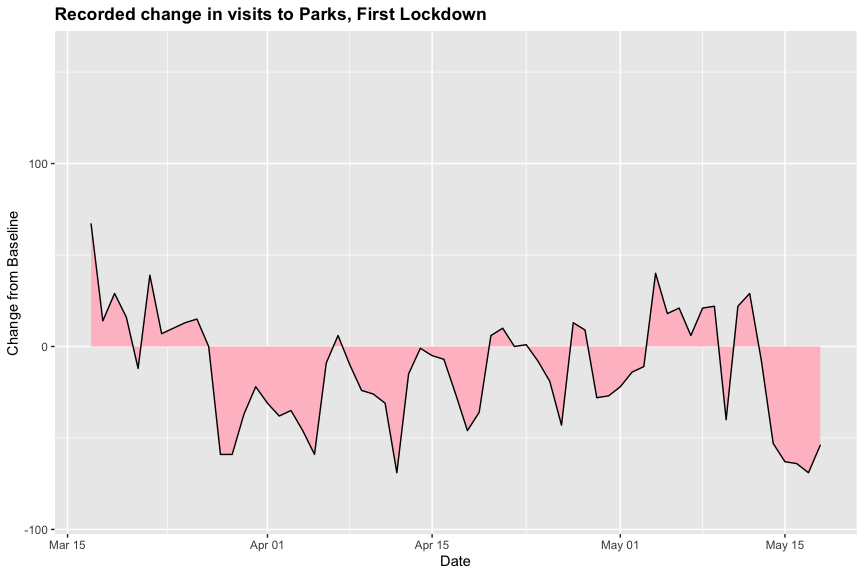 Recorded change in visits to Parks, First Lockdown
Change from Baseline
100
0
-100
Mar 15
Apr 01
Apr 15
May 01
May 15
Date